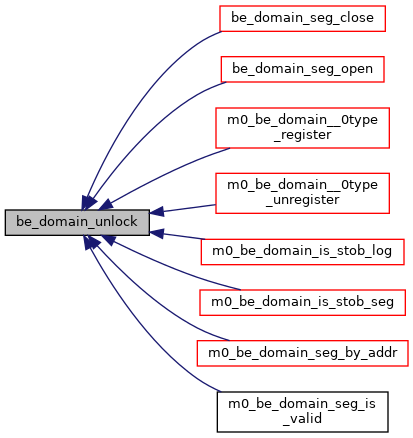 be_domain_seg_close
be_domain_seg_open
m0_be_domain__0type
_register
m0_be_domain__0type
_unregister
be_domain_unlock
m0_be_domain_is_stob_log
m0_be_domain_is_stob_seg
m0_be_domain_seg_by_addr
m0_be_domain_seg_is
_valid